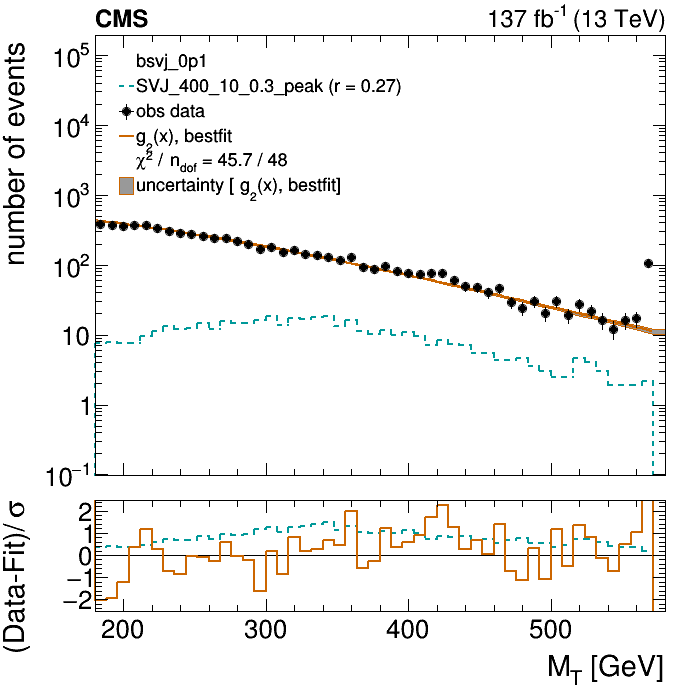 CMS 137 fb⁻¹ (13 TeV)
number of events
10⁵
10⁴
10³
10²
10
1
10⁻¹
bsvj_0p1
SVJ_400_10_0.3_peak (r = 0.27)
obs data
g₂(x), bestfit
χ² / n_dof = 45.7 / 48
uncertainty [ g₂(x), bestfit]
(Data-Fit)/ σ
2
1
0
−1
−2
200 300 400 500
M_T [GeV]